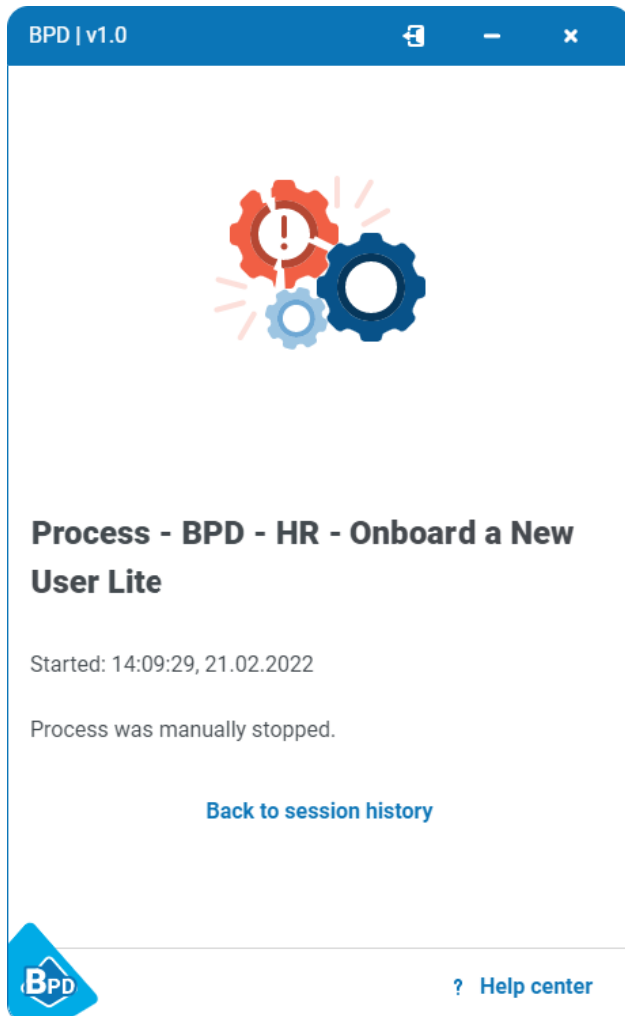 BPD | v1.0
!
Process - BPD - HR - Onboard a New
User Lite
Started: 14:09:29, 21.02.2022
Process was manually stopped.
Back to session history
BPD
? Help center